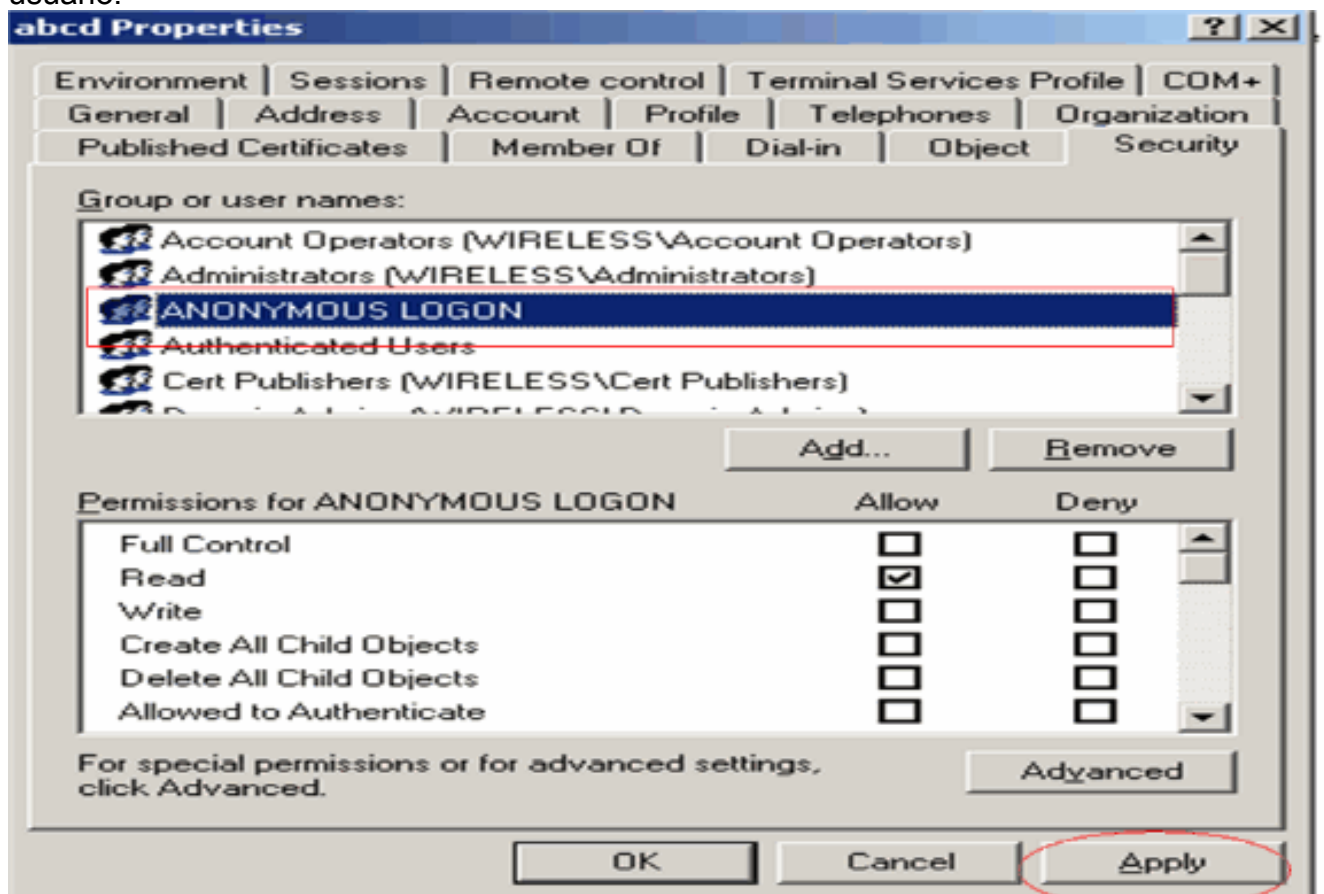 usuario.
abcd Properties
Environment Sessions Remote control Terminal Services Profile COM+
General Address Account Profile Telephones Organization
Published Certificates Member Of Dial-in Object Security
Group or user names:
Account Operators (WIRELESS\Account Operators)
Administrators (WIRELESS\Administrators)
ANONYMOUS LOGON
Authenticated Users
Cert Publishers (WIRELESS\Cert Publishers)
Add... Remove
Permissions for ANONYMOUS LOGON Allow Deny
Full Control
Read
Write
Create All Child Objects
Delete All Child Objects
Allowed to Authenticate
For special permissions or for advanced settings,
click Advanced.
Advanced
OK Cancel Apply